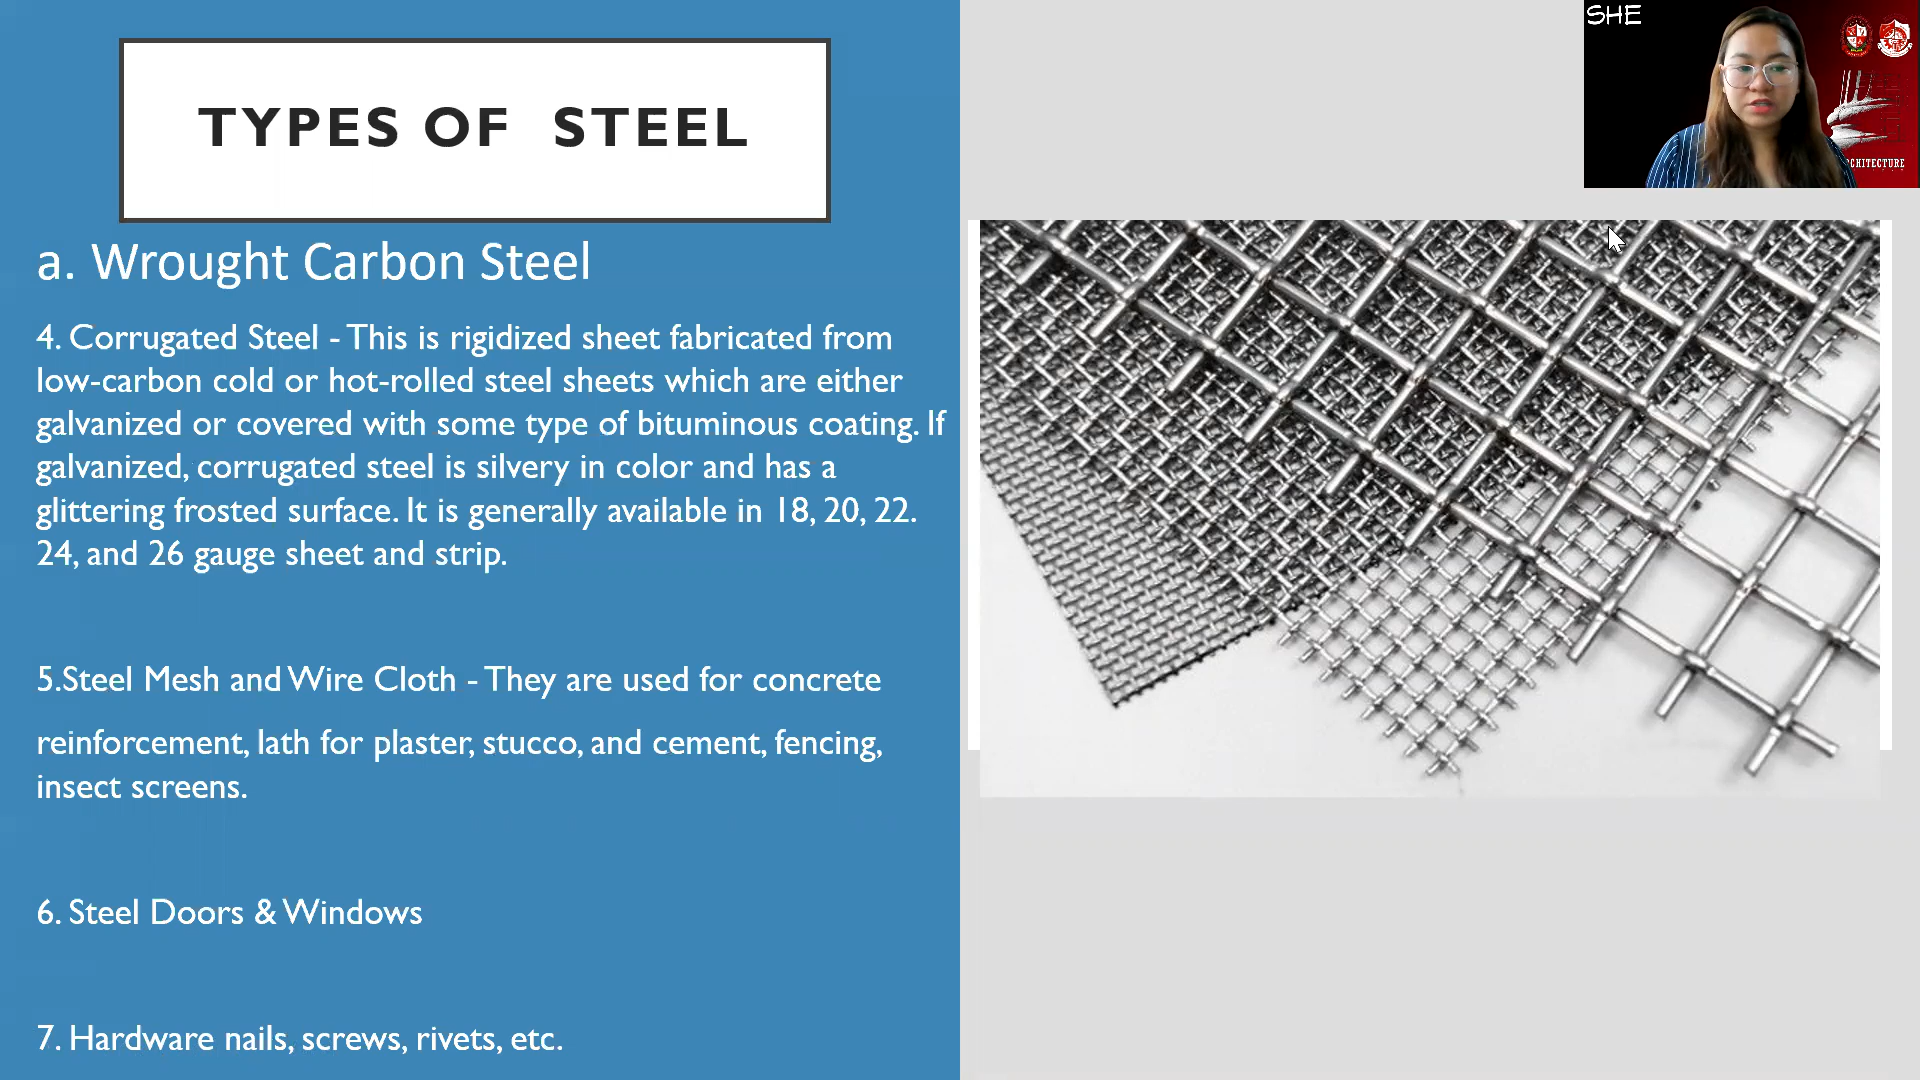 SHE
TYPES OF STEEL
a. Wrought Carbon Steel
4. Corrugated Steel - This is rigidized sheet fabricated from
low-carbon cold or hot-rolled steel sheets which are either
galvanized or covered with some type of bituminous coating. If
galvanized, corrugated steel is silvery in color and has a
glittering frosted surface. It is generally available in 18, 20, 22.
24, and 26 gauge sheet and strip.
5.Steel Mesh and Wire Cloth - They are used for concrete
reinforcement, lath for plaster, stucco, and cement, fencing,
insect screens.
6. Steel Doors & Windows
7. Hardware nails, screws, rivets, etc.
CHITECTURE